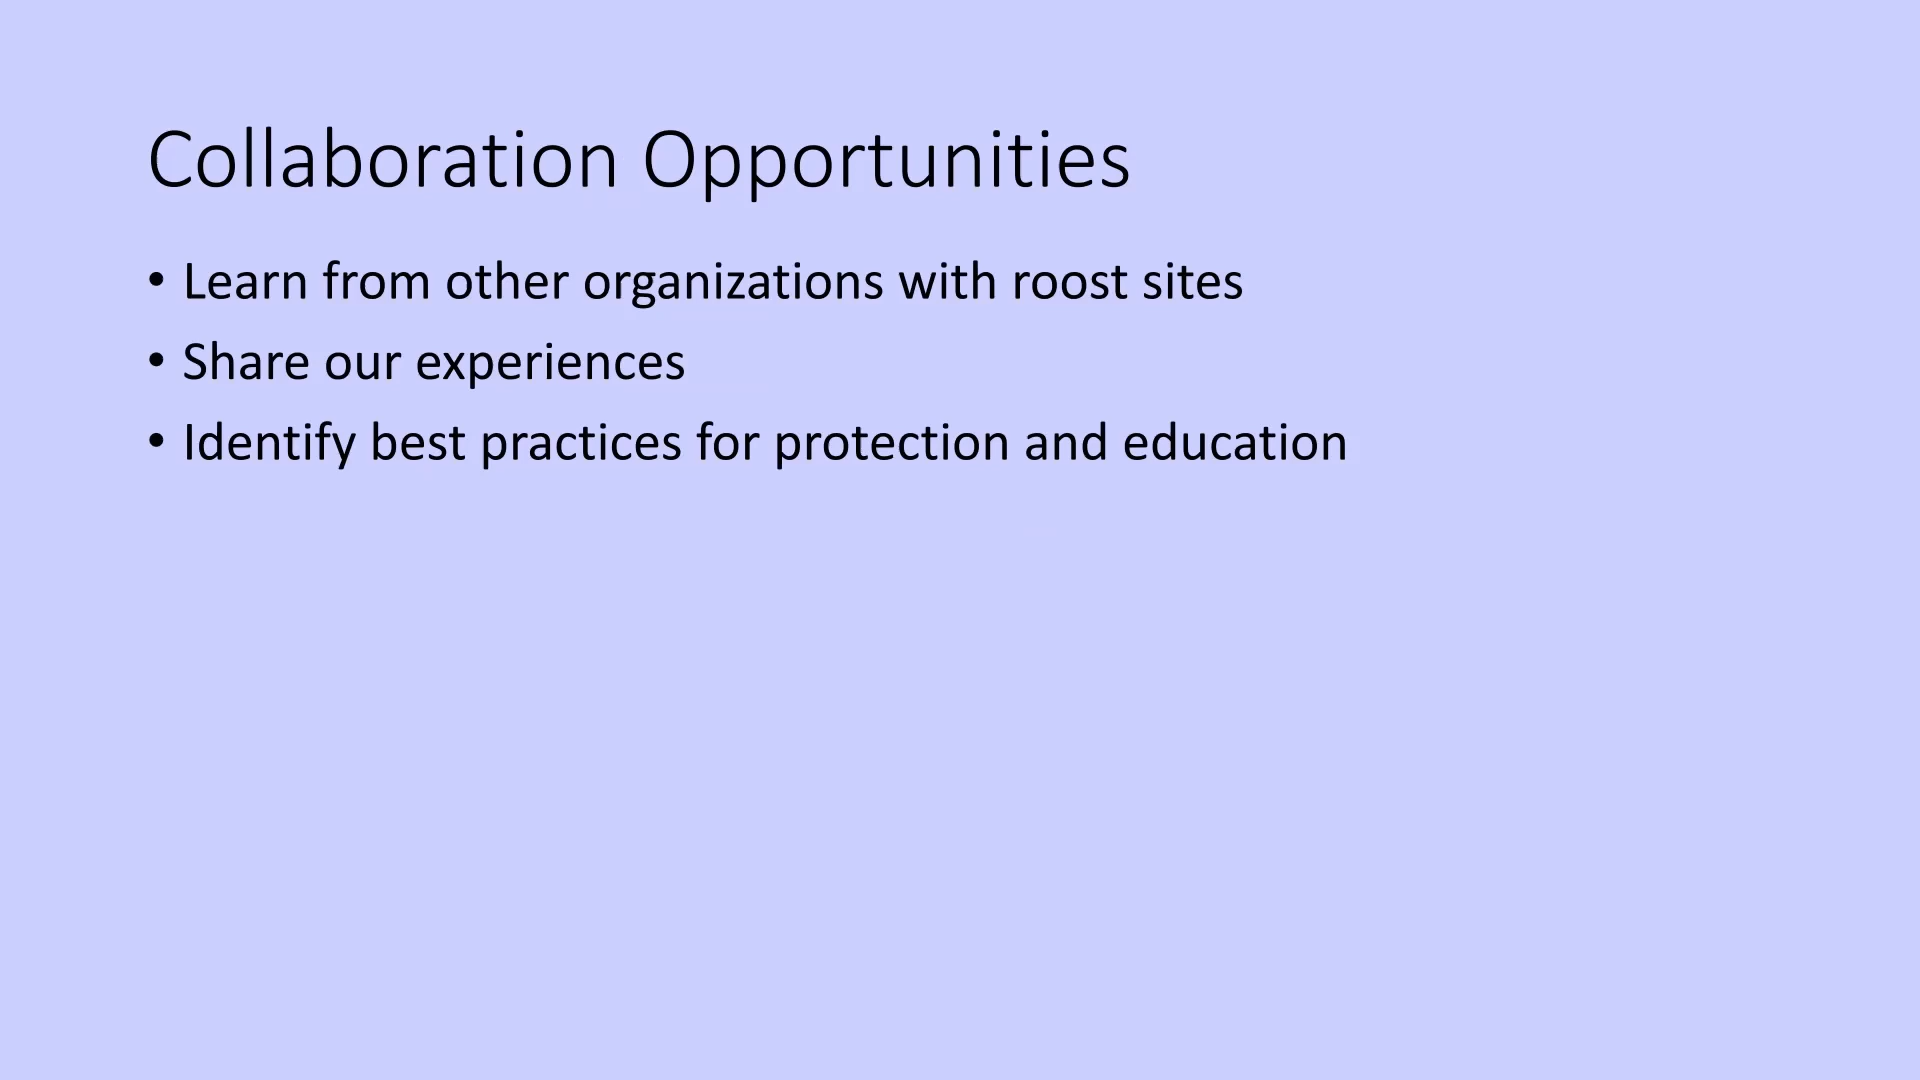 Collaboration Opportunities
• Learn from other organizations with roost sites
• Share our experiences
• Identify best practices for protection and education